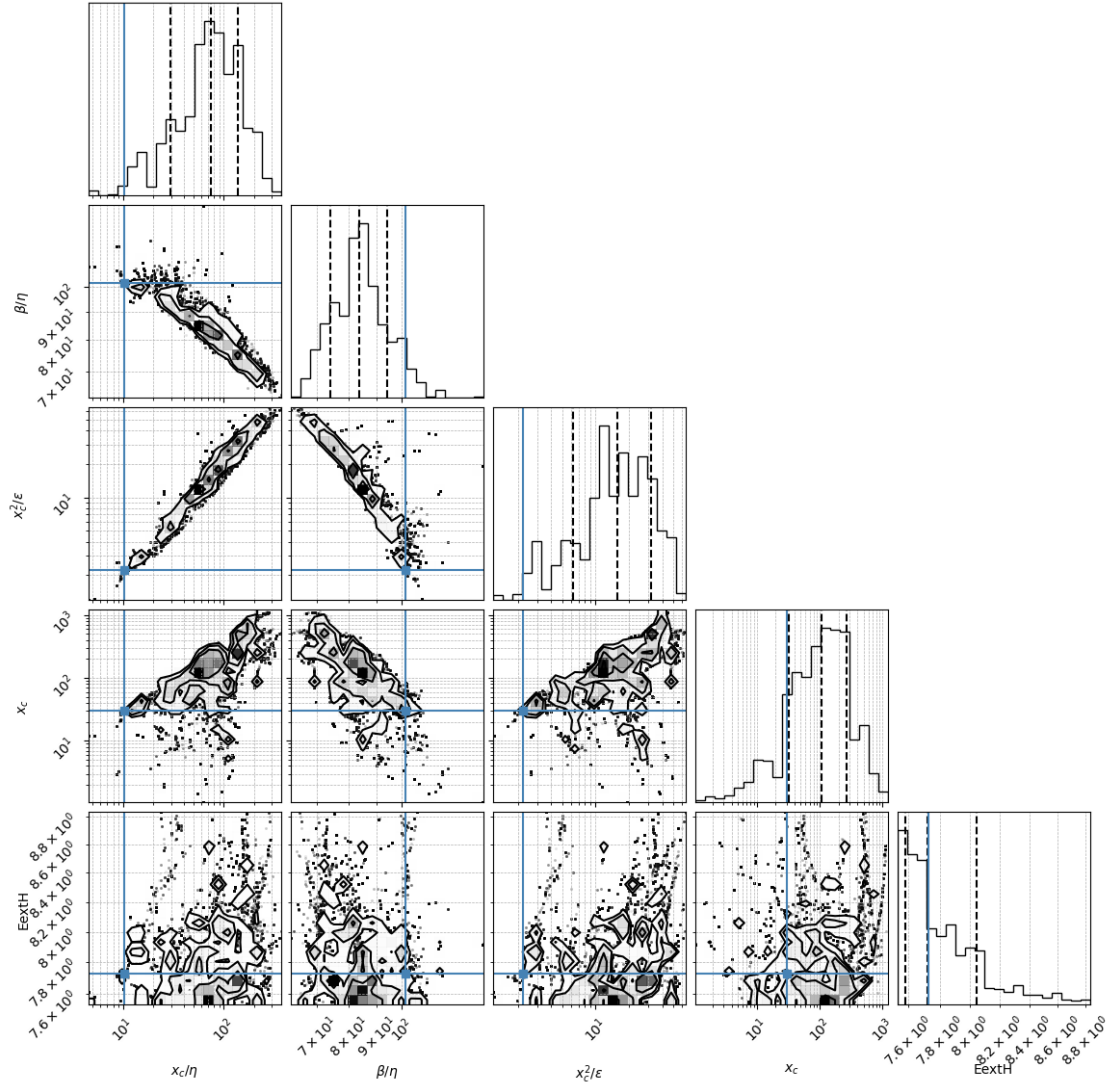 β/η
10²
9 × 10¹
8 × 10¹
7 × 10¹
x_c²/ε
10¹
x_c
10³
10²
10¹
EextH
8.8 × 10⁰
8.6 × 10⁰
8.4 × 10⁰
8.2 × 10⁰
8 × 10⁰
7.8 × 10⁰
7.6 × 10⁰
10¹ 10² 7 × 10¹ 8 × 10¹ 9 × 10¹ 10² 10¹ 10¹ 10² 10³ 7.6 × 10⁰ 7.8 × 10⁰ 8 × 10⁰ 8.2 × 10⁰ 8.4 × 10⁰ 8.6 × 10⁰ 8.8 × 10⁰
x_c/η β/η x_c²/ε x_c EextH